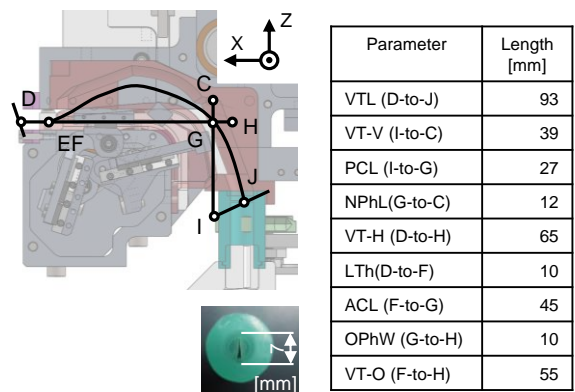 Z
X
C
D
H
EF
G
J
I
7
[mm]
Parameter Length [mm]
VTL (D-to-J) 93
VT-V (I-to-C) 39
PCL (I-to-G) 27
NPhL(G-to-C) 12
VT-H (D-to-H) 65
LTh(D-to-F) 10
ACL (F-to-G) 45
OPhW (G-to-H) 10
VT-O (F-to-H) 55